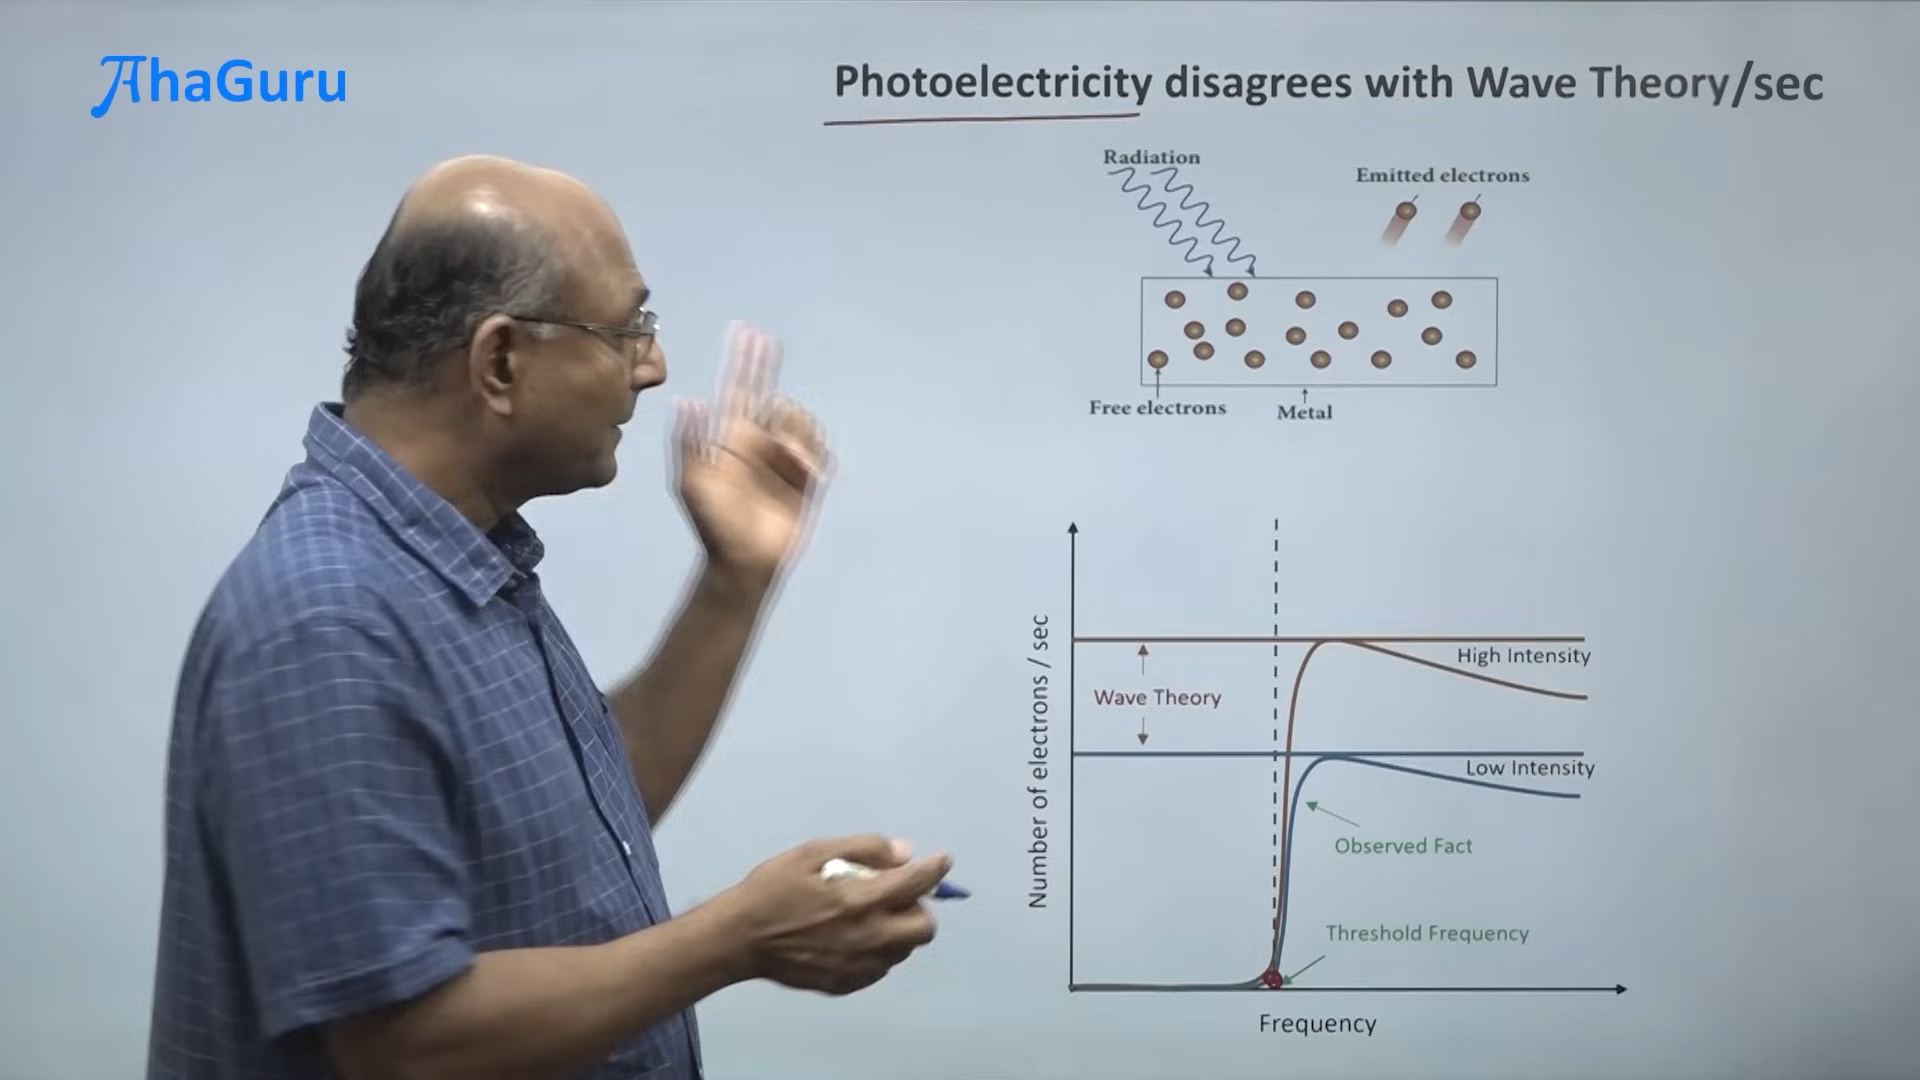 AhaGuru
Photoelectricity disagrees with Wave Theory/sec
Radiation
Emitted electrons
Free electrons
Metal
Number of electrons / sec
High Intensity
Wave Theory
Low Intensity
Observed Fact
Threshold Frequency
Frequency